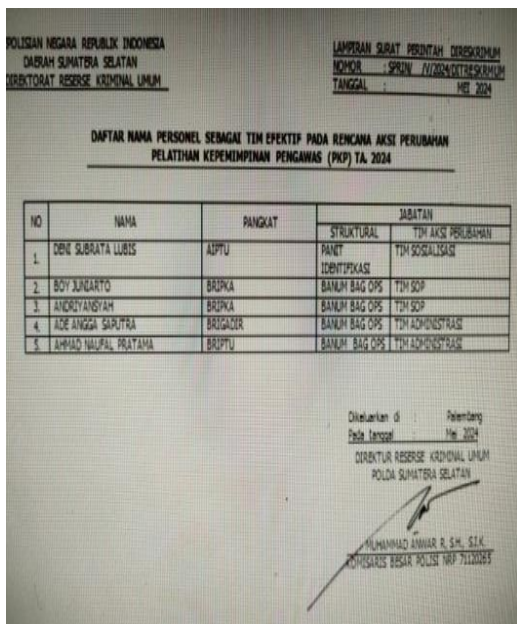 POLISIAN NEGARA REPUBLIK INDONESIA
DAERAH SUMATERA SELATAN
DIREKTORAT RESERSE KRIMINAL UMUM
LAMPIRAN SURAT PERINTAH DIRESKRIMUM
NOMOR : SPRIN/ /V/2024/DITRESKRIMUM
TANGGAL : MEI 2024
DAFTAR NAMA PERSONEL SEBAGAI TIM EFEKTIF PADA RENCANA AKSI PERUBAHAN
PELATIHAN KEPEMIMPINAN PENGAWAS (PKP) TA. 2024
NO NAMA PANGKAT JABATAN
STRUKTURAL TIM AKSI PERUBAHAN
1. DENI SUBRATA LUBIS AIPTU PANIT IDENTIFIKASI TIM SOSIALISASI
2. BOY JUNIARTO BRIPKA BANUM BAG OPS TIM SOP
3. ANDRIYANSYAH BRIPKA BANUM BAG OPS TIM SOP
4. ADE ANGGA SAPUTRA BRIGADIR BANUM BAG OPS TIM ADMINISTRASI
5. AHMAD NAUFAL PRATAMA BRIPTU BANUM BAG OPS TIM ADMINISTRASI
Dikeluarkan di : Palembang
Pada tanggal : Mei 2024
DIREKTUR RESERSE KRIMINAL UMUM
POLDA SUMATERA SELATAN
MUHAMMAD ANWAR R, S.H., S.I.K.
KOMISARIS BESAR POLISI NRP 71120265